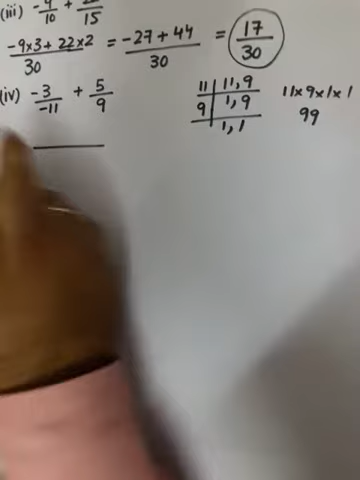 (iii) -9/10 + 22/15
-9×3 + 22×2/30 = -27 + 44/30 = 17/30
(iv) -3/-11 + 5/9
11 | 11, 9
9 | 1, 9
1, 1
11×9×1×1
99